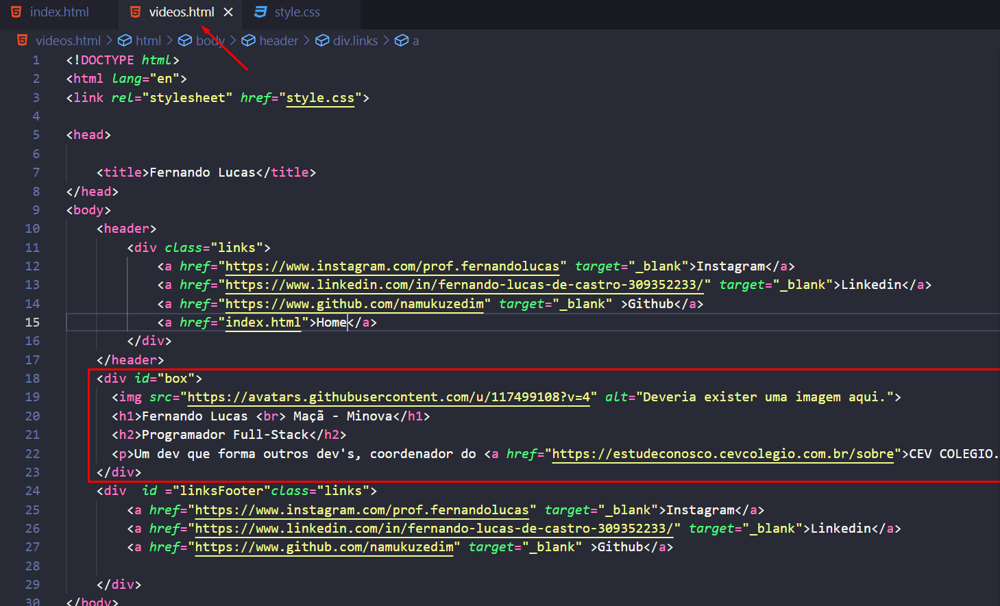 index.html videos.html style.css
videos.html > html > body > header > div.links > a
1 <!DOCTYPE html>
2 <html lang="en">
3 <link rel="stylesheet" href="style.css">
4
5 <head>
6
7 <title>Fernando Lucas</title>
8 </head>
9 <body>
10 <header>
11 <div class="links">
12 <a href="https://www.instagram.com/prof.fernandolucas" target="_blank">Instagram</a>
13 <a href="https://www.linkedin.com/in/fernando-lucas-de-castro-309352233/" target="_blank">Linkedin</a>
14 <a href="https://www.github.com/namukuzedim" target="_blank" >Github</a>
15 <a href="index.html">Home</a>
16 </div>
17 </header>
18 <div id="box">
19 <img src="https://avatars.githubusercontent.com/u/117499108?v=4" alt="Deveria exister uma imagem aqui.">
20 <h1>Fernando Lucas <br> Maçã - Minova</h1>
21 <h2>Programador Full-Stack</h2>
22 <p>Um dev que forma outros dev's, coordenador do <a href="https://estudeconosco.cevcolegio.com.br/sobre">CEV COLEGIO.
23 </div>
24 <div id ="linksFooter"class="links">
25 <a href="https://www.instagram.com/prof.fernandolucas" target="_blank">Instagram</a>
26 <a href="https://www.linkedin.com/in/fernando-lucas-de-castro-309352233/" target="_blank">Linkedin</a>
27 <a href="https://www.github.com/namukuzedim" target="_blank" >Github</a>
28
29 </div>
30 </body>